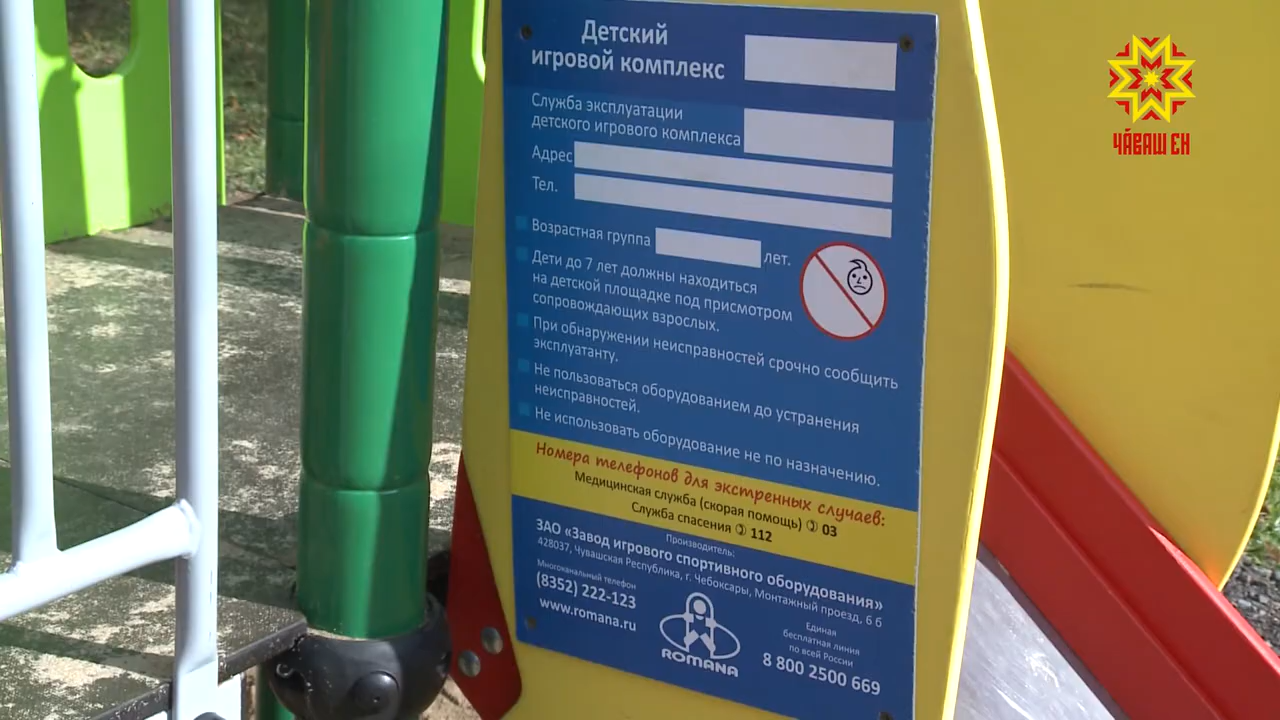 Детский
игровой комплекс
Служба эксплуатации
детского игрового комплекса
Адрес
Тел.
Возрастная группа лет.
Дети до 7 лет должны находиться
на детской площадке под присмотром
сопровождающих взрослых.
При обнаружении неисправностей срочно сообщить
эксплуатанту.
Не пользоваться оборудованием до устранения
неисправностей.
Не использовать оборудование не по назначению.
Номера телефонов для экстренных случаев:
Медицинская служба (скорая помощь) ✆ 03
Служба спасения ✆ 112
Производитель:
ЗАО «Завод игрового спортивного оборудования»
428037, Чувашская Республика, г. Чебоксары, Монтажный проезд, 6 б
Многоканальный телефон
(8352) 222-123
www.romana.ru
ROMANA
Единая
бесплатная линия
по всей России
8 800 2500 669
ЧӐВАШ ЕН